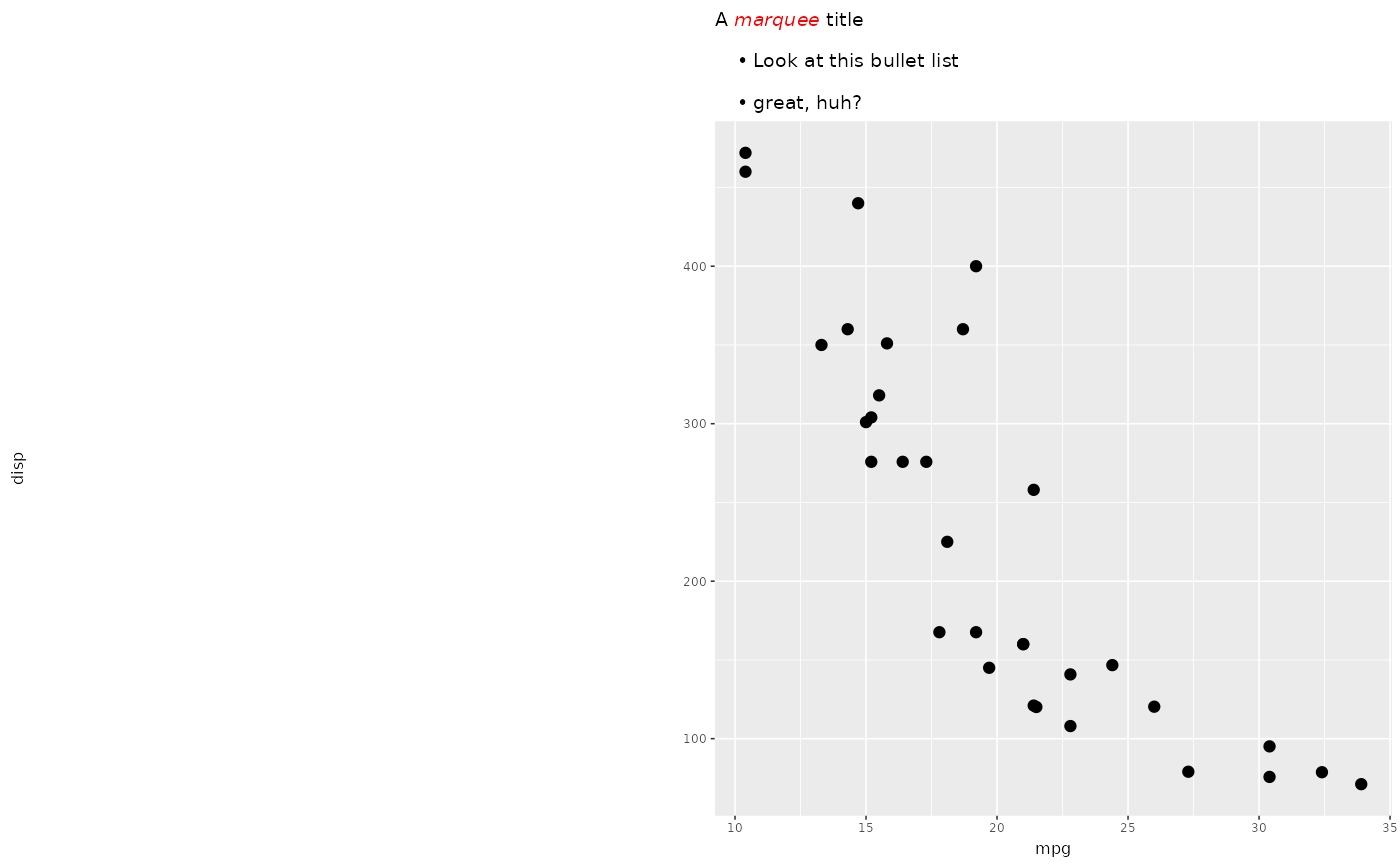 A marquee title
• Look at this bullet list
• great, huh?
disp
400
300
200
100
10 15 20 25 30 35
mpg